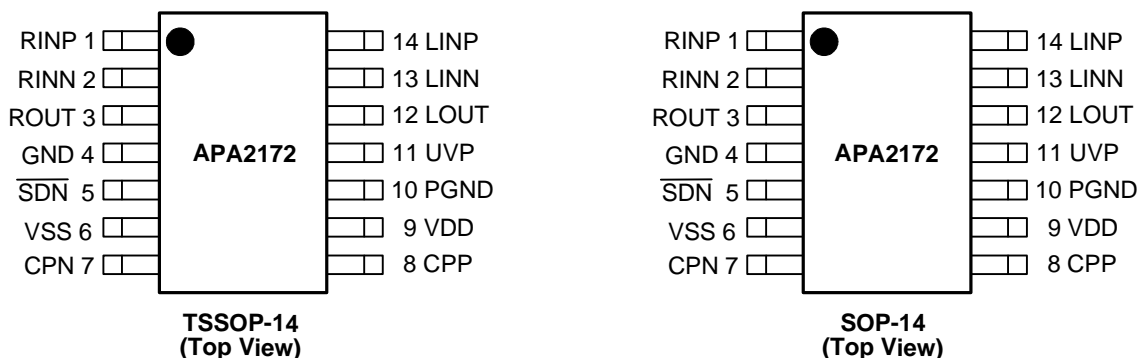 RINP 1
RINN 2
ROUT 3
GND 4
SDN 5
VSS 6
CPN 7
APA2172
14 LINP
13 LINN
12 LOUT
11 UVP
10 PGND
9 VDD
8 CPP
TSSOP-14
(Top View)
RINP 1
RINN 2
ROUT 3
GND 4
SDN 5
VSS 6
CPN 7
APA2172
14 LINP
13 LINN
12 LOUT
11 UVP
10 PGND
9 VDD
8 CPP
SOP-14
(Top View)